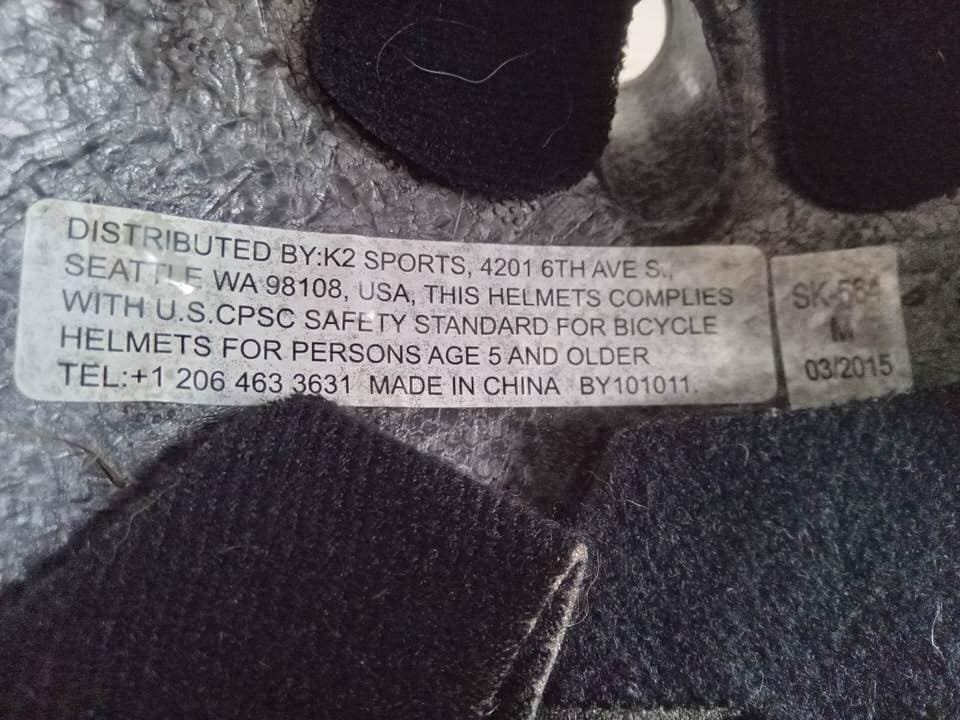 DISTRIBUTED BY:K2 SPORTS, 4201 6TH AVE S.,
SEATTLE WA 98108, USA, THIS HELMETS COMPLIES
WITH U.S.CPSC SAFETY STANDARD FOR BICYCLE
HELMETS FOR PERSONS AGE 5 AND OLDER
TEL:+1 206 463 3631 MADE IN CHINA BY101011.
M
03/2015